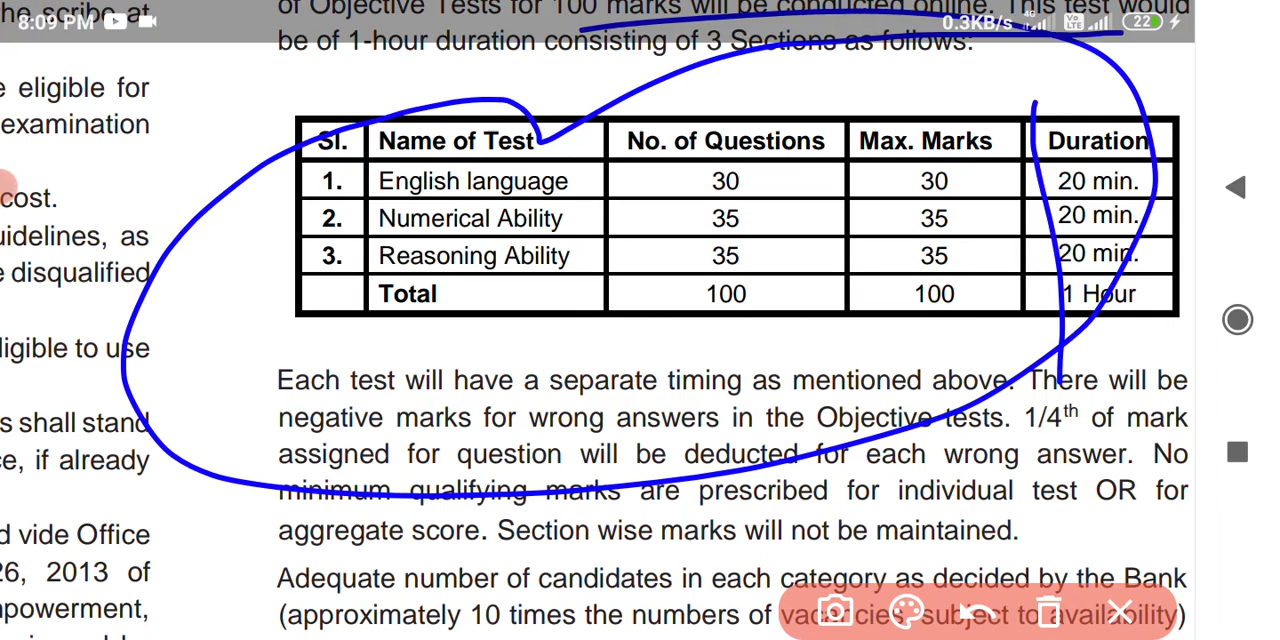 of Objective Tests for 100 marks will be conducted online. This test would
8:09 PM
0.3KB/s 4G Vo LTE 22
be of 1-hour duration consisting of 3 Sections as follows:
he scribe at
e eligible for
examination
cost.
uidelines, as
e disqualified
ligible to use
s shall stand
ce, if already
d vide Office
26, 2013 of
powerment,
Sl. Name of Test No. of Questions Max. Marks Duration
1. English language 30 30 20 min.
2. Numerical Ability 35 35 20 min.
3. Reasoning Ability 35 35 20 min.
Total 100 100 1 Hour
Each test will have a separate timing as mentioned above. There will be
negative marks for wrong answers in the Objective tests. 1/4th of mark
assigned for question will be deducted for each wrong answer. No
minimum qualifying marks are prescribed for individual test OR for
aggregate score. Section wise marks will not be maintained.
Adequate number of candidates in each category as decided by the Bank
(approximately 10 times the numbers of vacancies, subject to availability)